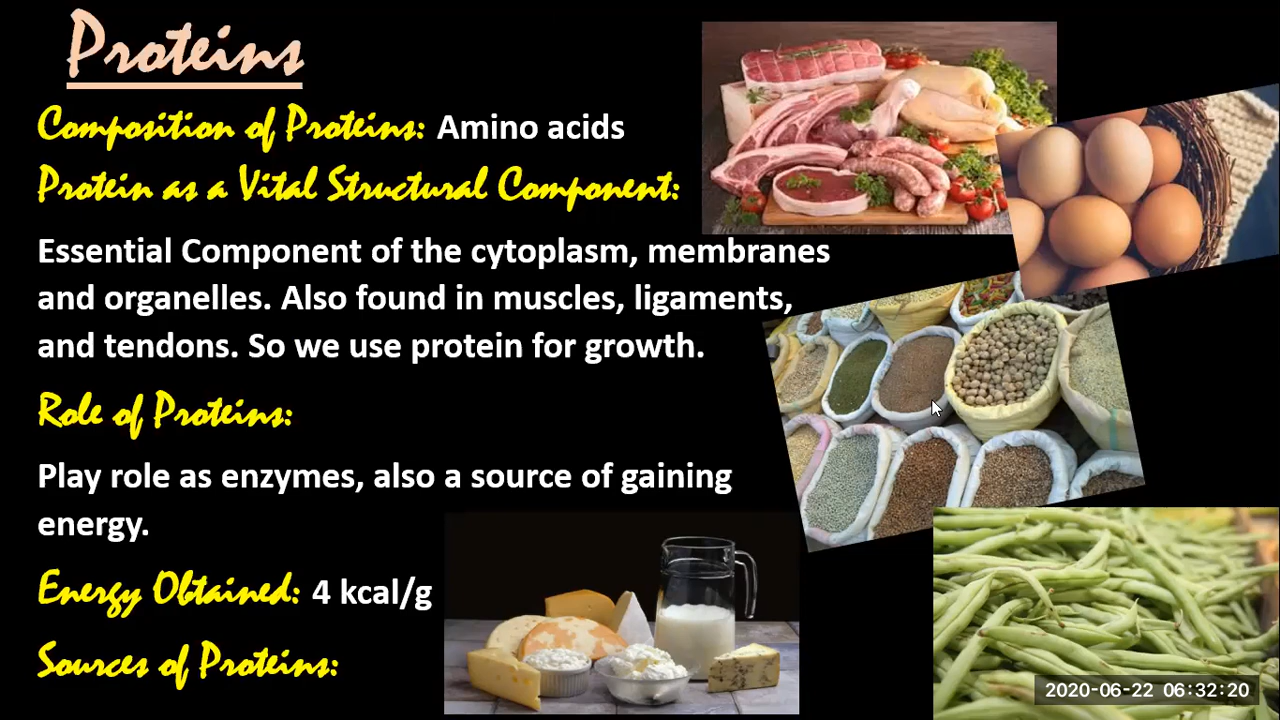 Proteins
Composition of Proteins: Amino acids
Protein as a Vital Structural Component:
Essential Component of the cytoplasm, membranes
and organelles. Also found in muscles, ligaments,
and tendons. So we use protein for growth.
Role of Proteins:
Play role as enzymes, also a source of gaining
energy.
Energy Obtained: 4 kcal/g
Sources of Proteins:
2020-06-22 06:32:20